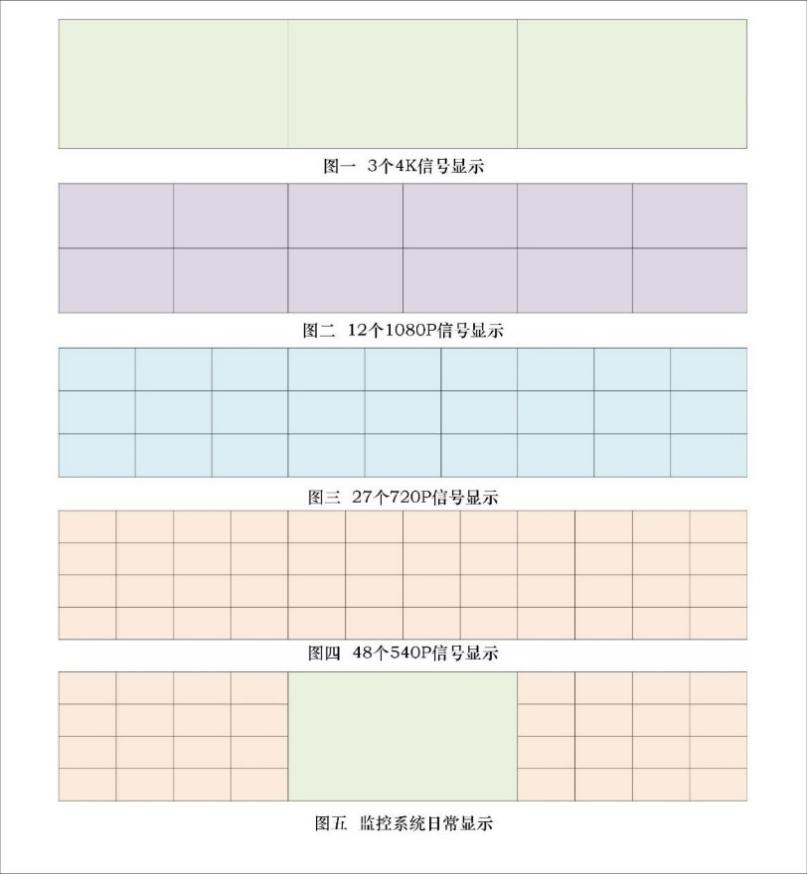 图一 3个4K信号显示
图二 12个1080P信号显示
图三 27个720P信号显示
图四 48个540P信号显示
图五 监控系统日常显示